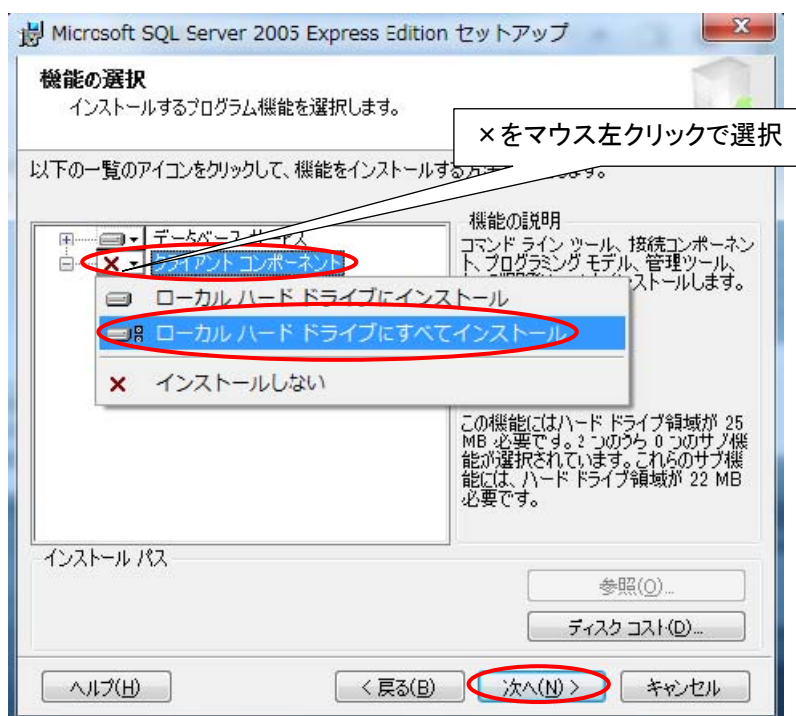 Microsoft SQL Server 2005 Express Edition セットアップ
機能の選択
インストールするプログラム機能を選択します。
×をマウス左クリックで選択
以下の一覧のアイコンをクリックして、機能をインストールする
データベース サービス
クライアント コンポーネント
ローカル ハード ドライブにインストール
ローカル ハード ドライブにすべてインストール
インストールしない
機能の説明
コマンド ライン ツール、接続コンポーネン
ト、プログラミング モデル、管理ツール、
ストールします。
この機能にはハード ドライブ領域が 25
MB 必要です。2 つのうち 0 つのサブ機
能が選択されています。これらのサブ機
能には、ハード ドライブ領域が 22 MB
必要です。
インストール パス
参照(O)...
ディスク コスト(D)...
ヘルプ(H)
< 戻る(B)
次へ(N) >
キャンセル